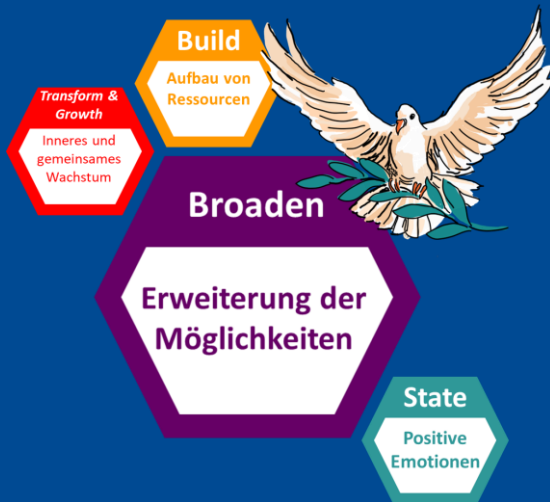 Build
Aufbau von
Ressourcen
Transform &
Growth
Inneres und
gemeinsames
Wachstum
Broaden
Erweiterung der
Möglichkeiten
State
Positive
Emotionen